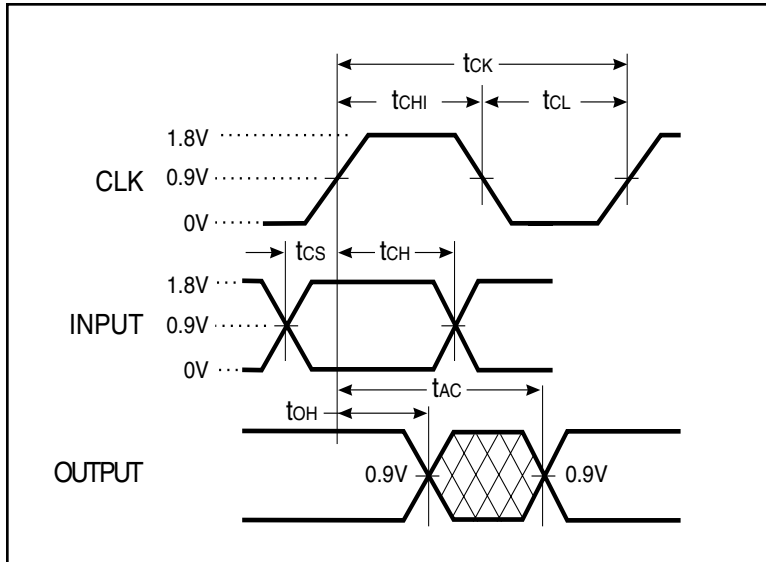 tCK
tCHI tCL
1.8V
CLK 0.9V
0V
tCS tCH
1.8V
INPUT 0.9V
0V
tAC
tOH
OUTPUT 0.9V 0.9V